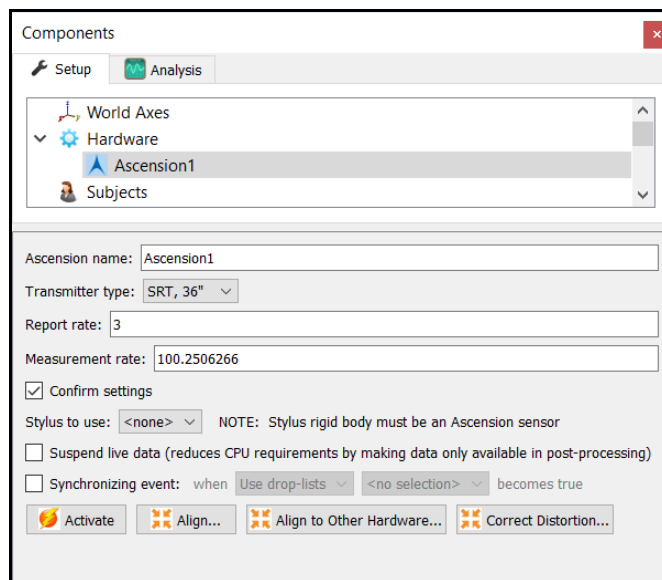 Components
Setup Analysis
World Axes
Hardware
Ascension1
Subjects
Ascension name: Ascension1
Transmitter type: SRT, 36"
Report rate: 3
Measurement rate: 100.2506266
Confirm settings
Stylus to use: <none> NOTE: Stylus rigid body must be an Ascension sensor
Suspend live data (reduces CPU requirements by making data only available in post-processing)
Synchronizing event: when Use drop-lists <no selection> becomes true
Activate Align... Align to Other Hardware... Correct Distortion...